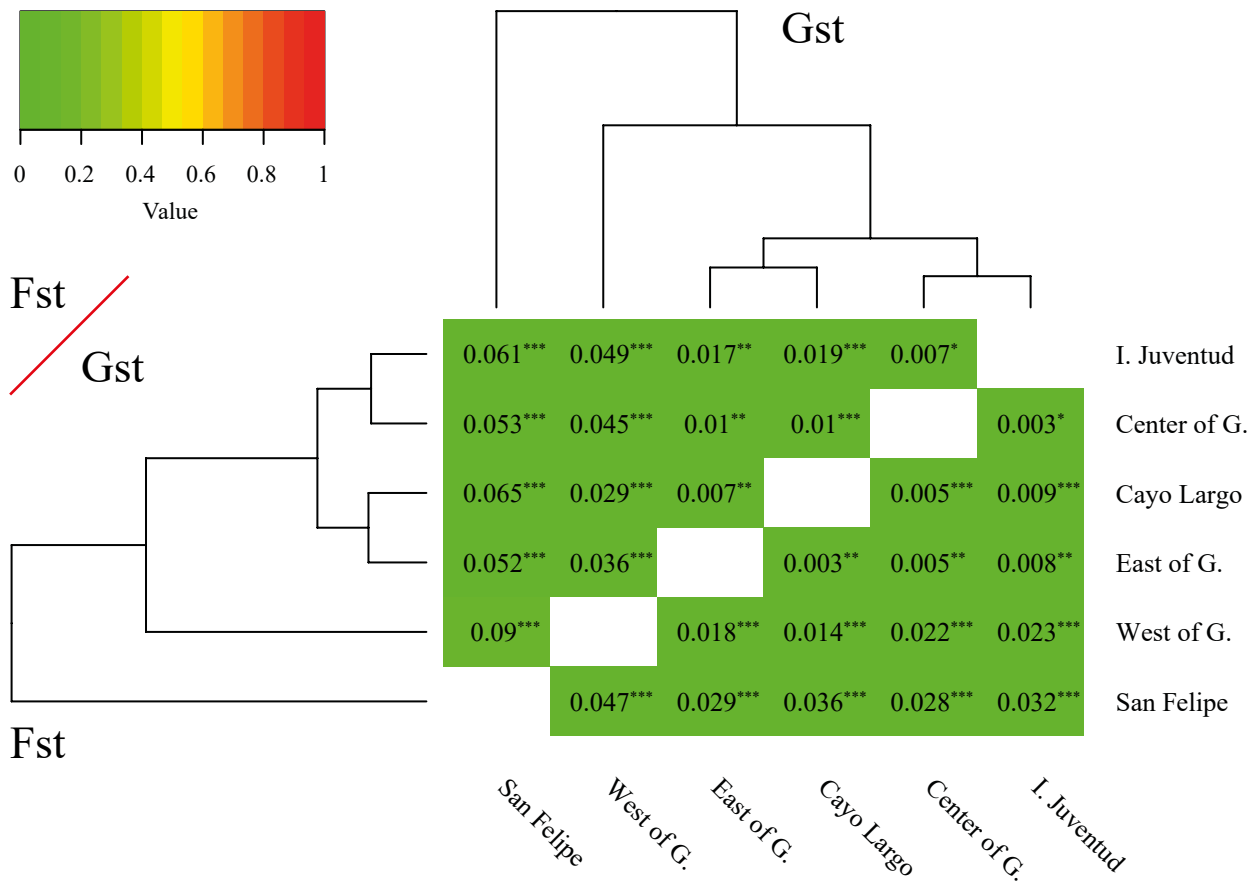 Gst
0 0.2 0.4 0.6 0.8 1
Value
Fst
Gst
0.061*** 0.049*** 0.017** 0.019*** 0.007* I. Juventud
0.053*** 0.045*** 0.01** 0.01*** 0.003* Center of G.
0.065*** 0.029*** 0.007** 0.005*** 0.009*** Cayo Largo
0.052*** 0.036*** 0.003** 0.005** 0.008** East of G.
0.09*** 0.018*** 0.014*** 0.022*** 0.023*** West of G.
0.047*** 0.029*** 0.036*** 0.028*** 0.032*** San Felipe
Fst
San Felipe
West of G.
East of G.
Cayo Largo
Center of G.
I. Juventud